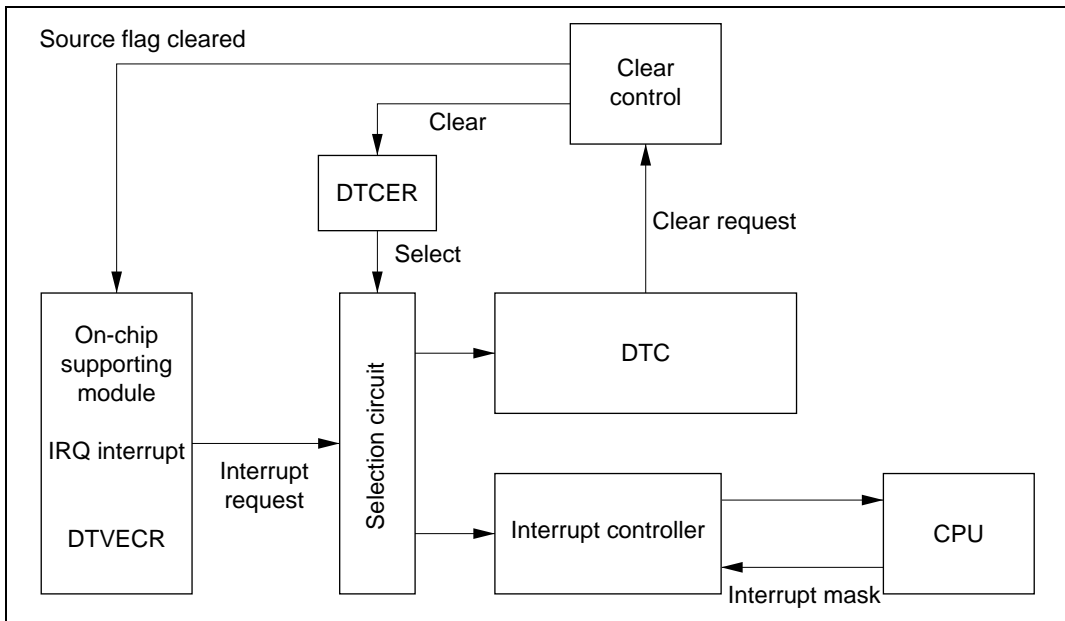 Source flag cleared
Clear
control
Clear
DTCER
Clear request
Select
On-chip
supporting
module
IRQ interrupt
DTVECR
Interrupt
request
Selection circuit
DTC
Interrupt controller
CPU
Interrupt mask